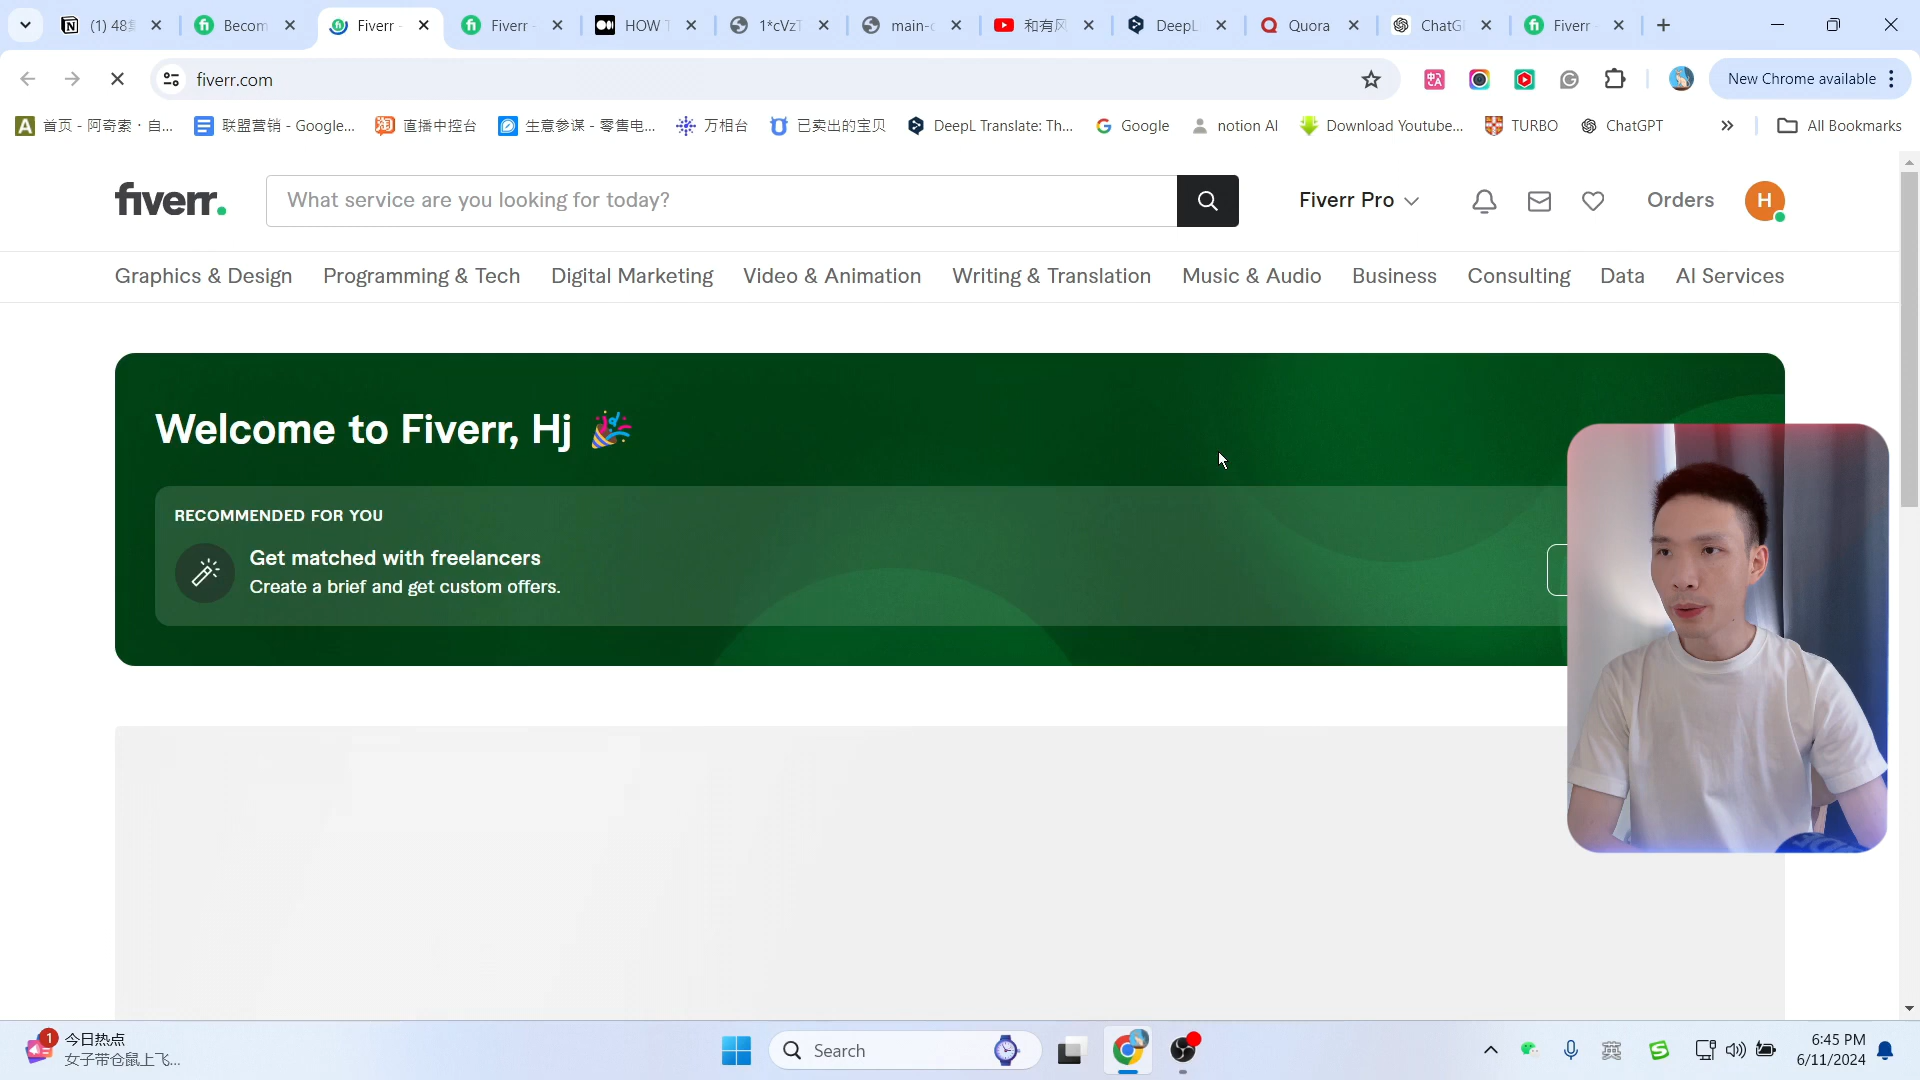 (1) 48
Becom
Fiverr -
Fiverr -
HOW T
1*cVzT
main-
和有风
DeepL
Quora
ChatG
Fiverr
fiverr.com
New Chrome available
首页 - 阿奇索 · 自...
联盟营销 - Google...
直播中控台
生意参谋 - 零售电...
万相台
已卖出的宝贝
DeepL Translate: Th...
Google
notion AI
Download Youtube...
TURBO
ChatGPT
All Bookmarks
fiverr.
What service are you looking for today?
Fiverr Pro
Orders
H
Graphics & Design
Programming & Tech
Digital Marketing
Video & Animation
Writing & Translation
Music & Audio
Business
Consulting
Data
AI Services
Welcome to Fiverr, Hj
RECOMMENDED FOR YOU
Get matched with freelancers
Create a brief and get custom offers.
1
今日热点
女子带仓鼠上飞...
Search
英
6:45 PM
6/11/2024